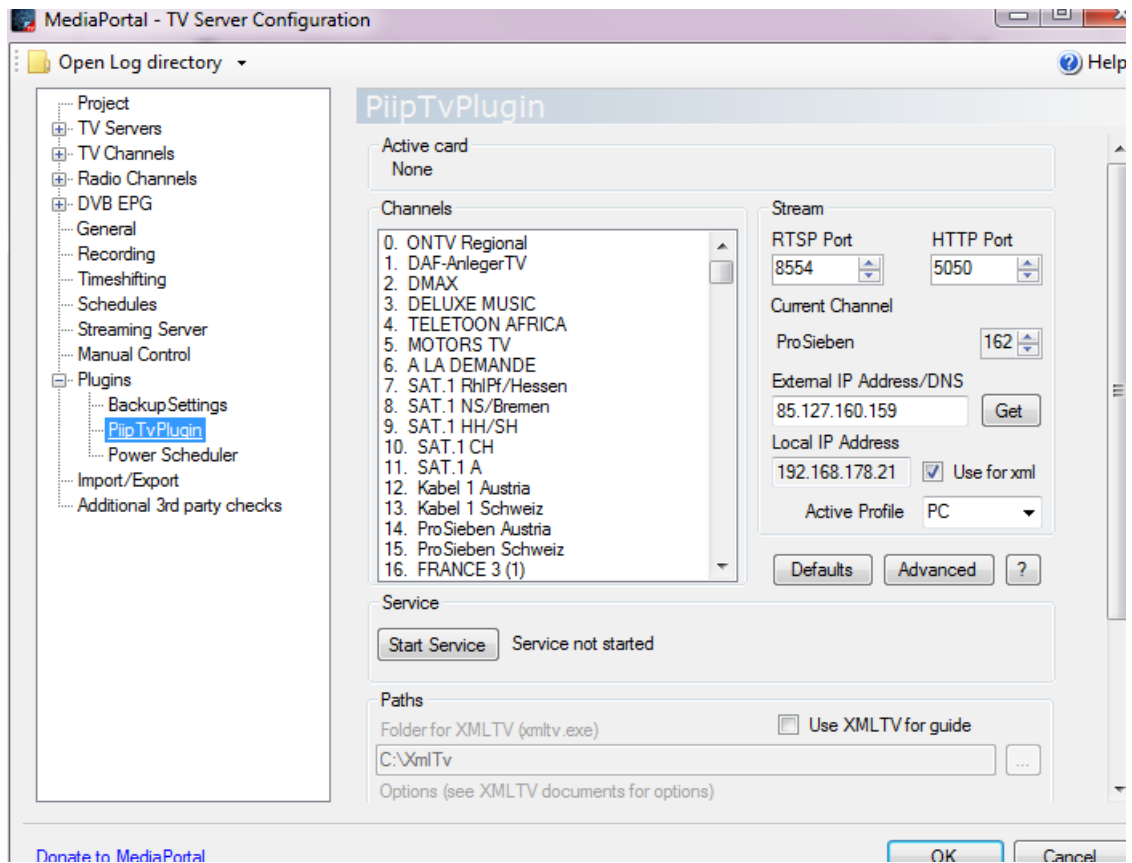 MediaPortal - TV Server Configuration
Open Log directory
Help
Project
TV Servers
TV Channels
Radio Channels
DVB EPG
General
Recording
Timeshifting
Schedules
Streaming Server
Manual Control
Plugins
BackupSettings
PiipTvPlugin
Power Scheduler
Import/Export
Additional 3rd party checks
PiipTvPlugin
Active card
None
Channels
0. ONTV Regional
1. DAF-AnlegerTV
2. DMAX
3. DELUXE MUSIC
4. TELETOON AFRICA
5. MOTORS TV
6. A LA DEMANDE
7. SAT.1 RhlPf/Hessen
8. SAT.1 NS/Bremen
9. SAT.1 HH/SH
10. SAT.1 CH
11. SAT.1 A
12. Kabel 1 Austria
13. Kabel 1 Schweiz
14. ProSieben Austria
15. ProSieben Schweiz
16. FRANCE 3 (1)
Stream
RTSP Port HTTP Port
8554 5050
Current Channel
ProSieben 162
External IP Address/DNS
85.127.160.159 Get
Local IP Address
192.168.178.21 Use for xml
Active Profile PC
Defaults Advanced ?
Service
Start Service Service not started
Paths
Folder for XMLTV (xmltv.exe) Use XMLTV for guide
C:\XmlTv ...
Options (see XMLTV documents for options)
Donate to MediaPortal OK Cancel